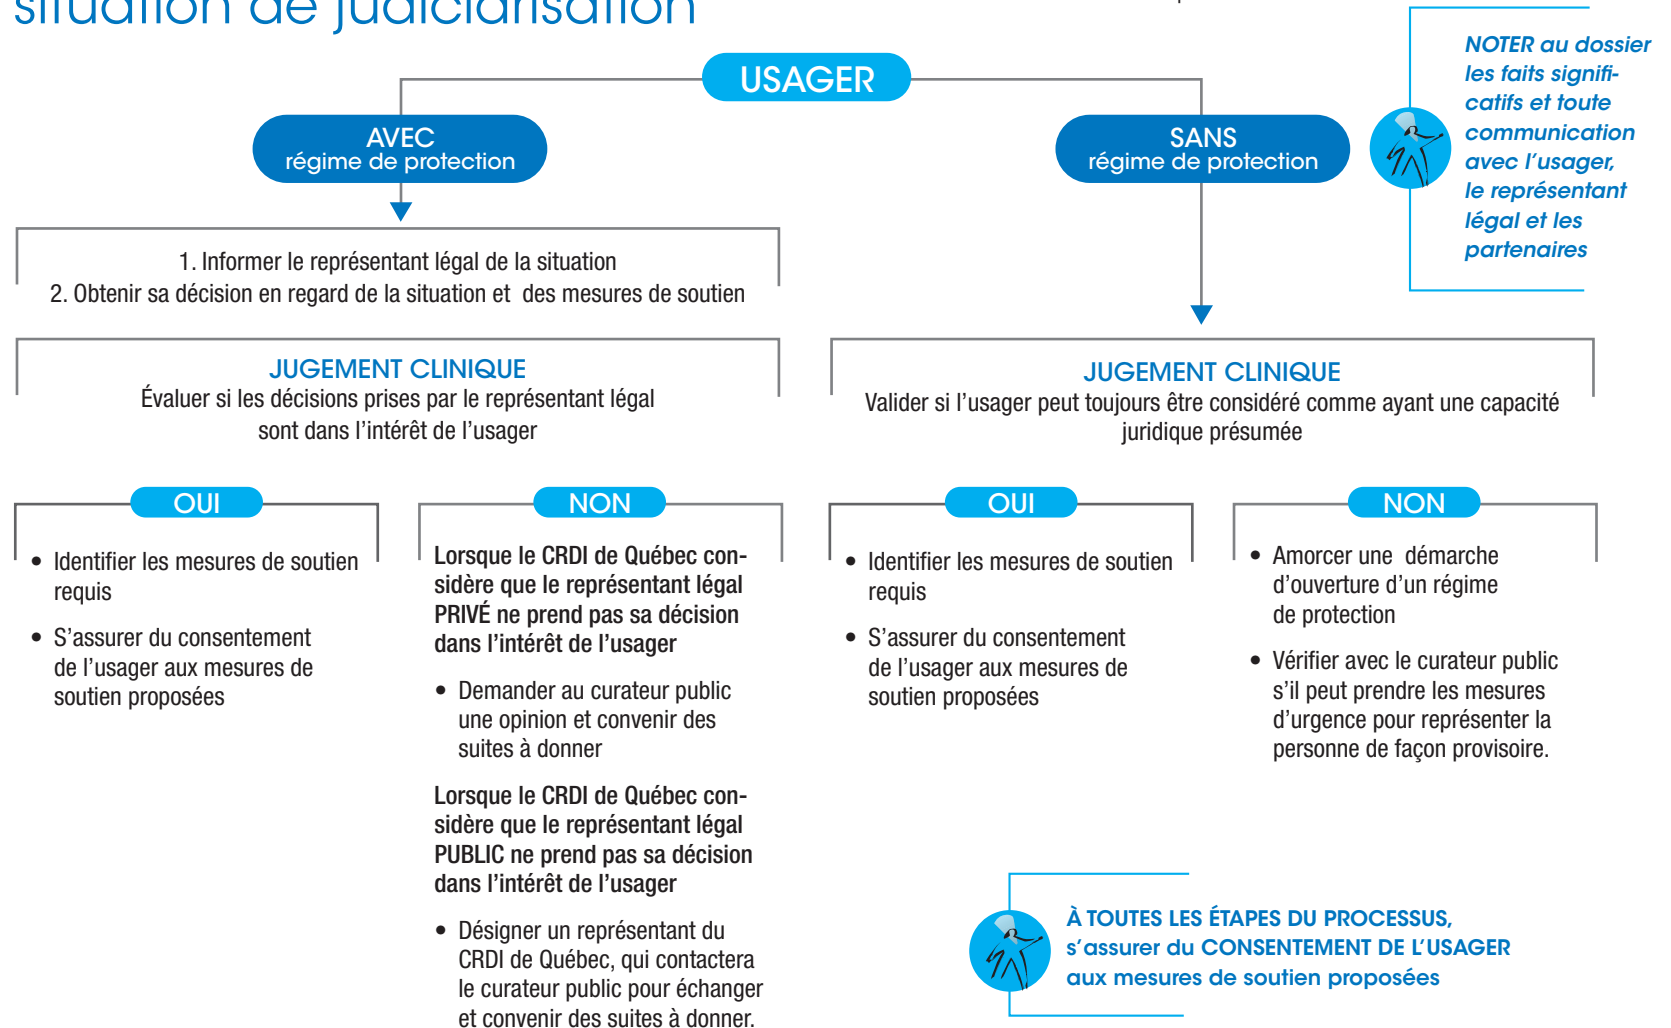 situation de judiciarisation
USAGER
AVEC
régime de protection
SANS
régime de protection
NOTER au dossier
les faits signifi-
catifs et toute
communication
avec l'usager,
le représentant
légal et les
partenaires
1. Informer le représentant légal de la situation
2. Obtenir sa décision en regard de la situation et des mesures de soutien
JUGEMENT CLINIQUE
Évaluer si les décisions prises par le représentant légal
sont dans l'intérêt de l'usager
JUGEMENT CLINIQUE
Valider si l'usager peut toujours être considéré comme ayant une capacité
juridique présumée
OUI
• Identifier les mesures de soutien
requis
• S'assurer du consentement
de l'usager aux mesures de
soutien proposées
NON
Lorsque le CRDI de Québec con-
sidère que le représentant légal
PRIVÉ ne prend pas sa décision
dans l'intérêt de l'usager
• Demander au curateur public
une opinion et convenir des
suites à donner
Lorsque le CRDI de Québec con-
sidère que le représentant légal
PUBLIC ne prend pas sa décision
dans l'intérêt de l'usager
• Désigner un représentant du
CRDI de Québec, qui contactera
le curateur public pour échanger
et convenir des suites à donner.
OUI
• Identifier les mesures de soutien
requis
• S'assurer du consentement
de l'usager aux mesures de
soutien proposées
NON
• Amorcer une démarche
d'ouverture d'un régime
de protection
• Vérifier avec le curateur public
s'il peut prendre les mesures
d'urgence pour représenter la
personne de façon provisoire.
À TOUTES LES ÉTAPES DU PROCESSUS,
s'assurer du CONSENTEMENT DE L'USAGER
aux mesures de soutien proposées